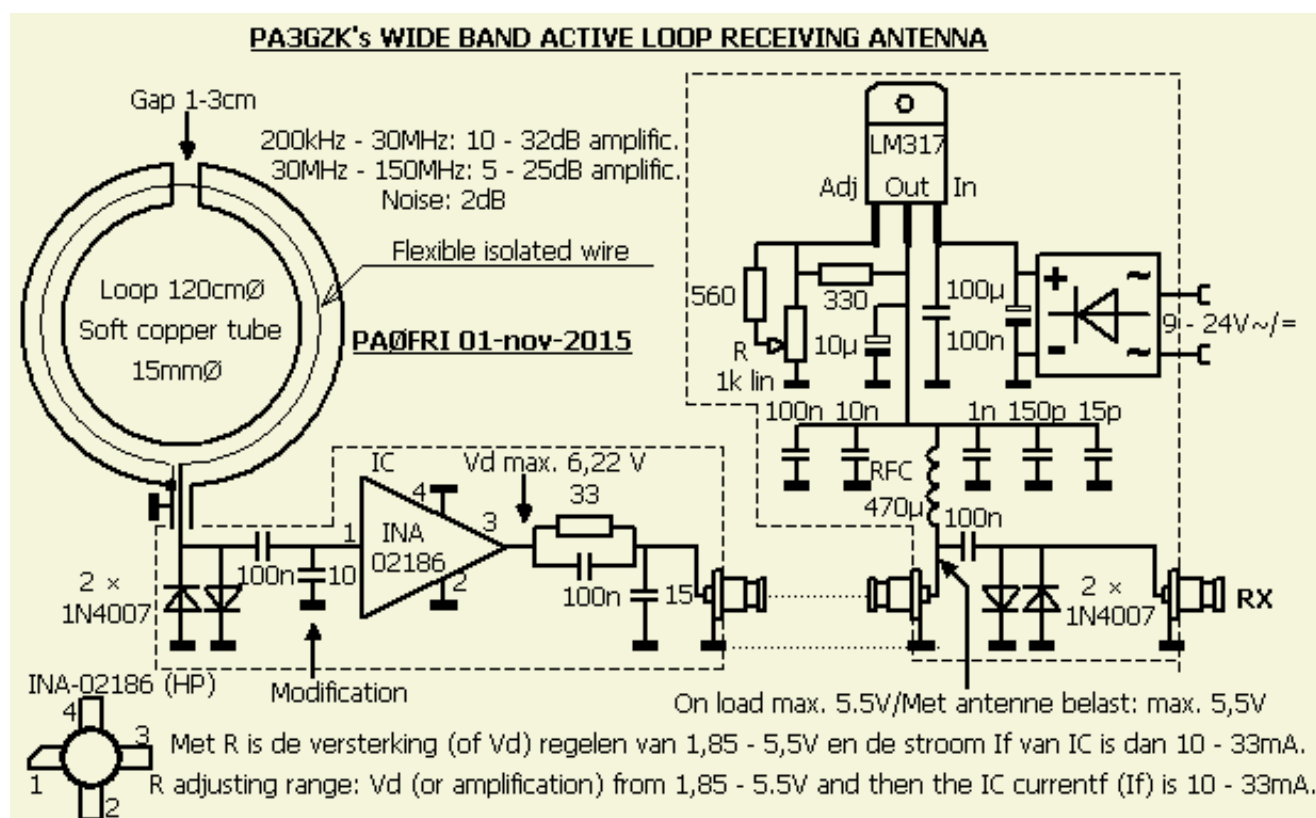 PA3GZK's WIDE BAND ACTIVE LOOP RECEIVING ANTENNA
Gap 1-3cm
200kHz - 30MHz: 10 - 32dB amplific.
30MHz - 150MHz: 5 - 25dB amplific.
Noise: 2dB
Flexible isolated wire
Loop 120cmØ
Soft copper tube
15mmØ
PAØFRI 01-nov-2015
LM317
Adj Out In
560
330
R
1k lin
10µ
100µ
100n
+
-
~
~
9 - 24V~/=
100n 10n 1n 150p 15p
RFC
470µ
100n
IC
Vd max. 6,22 V
33
4
1
INA
02186
3
2
100n
10
100n
15
2 ×
1N4007
2 ×
1N4007
RX
Modification
On load max. 5.5V/Met antenne belast: max. 5,5V
INA-02186 (HP)
4
3
1
2
Met R is de versterking (of Vd) regelen van 1,85 - 5,5V en de stroom If van IC is dan 10 - 33mA.
R adjusting range: Vd (or amplification) from 1,85 - 5.5V and then the IC currentf (If) is 10 - 33mA.